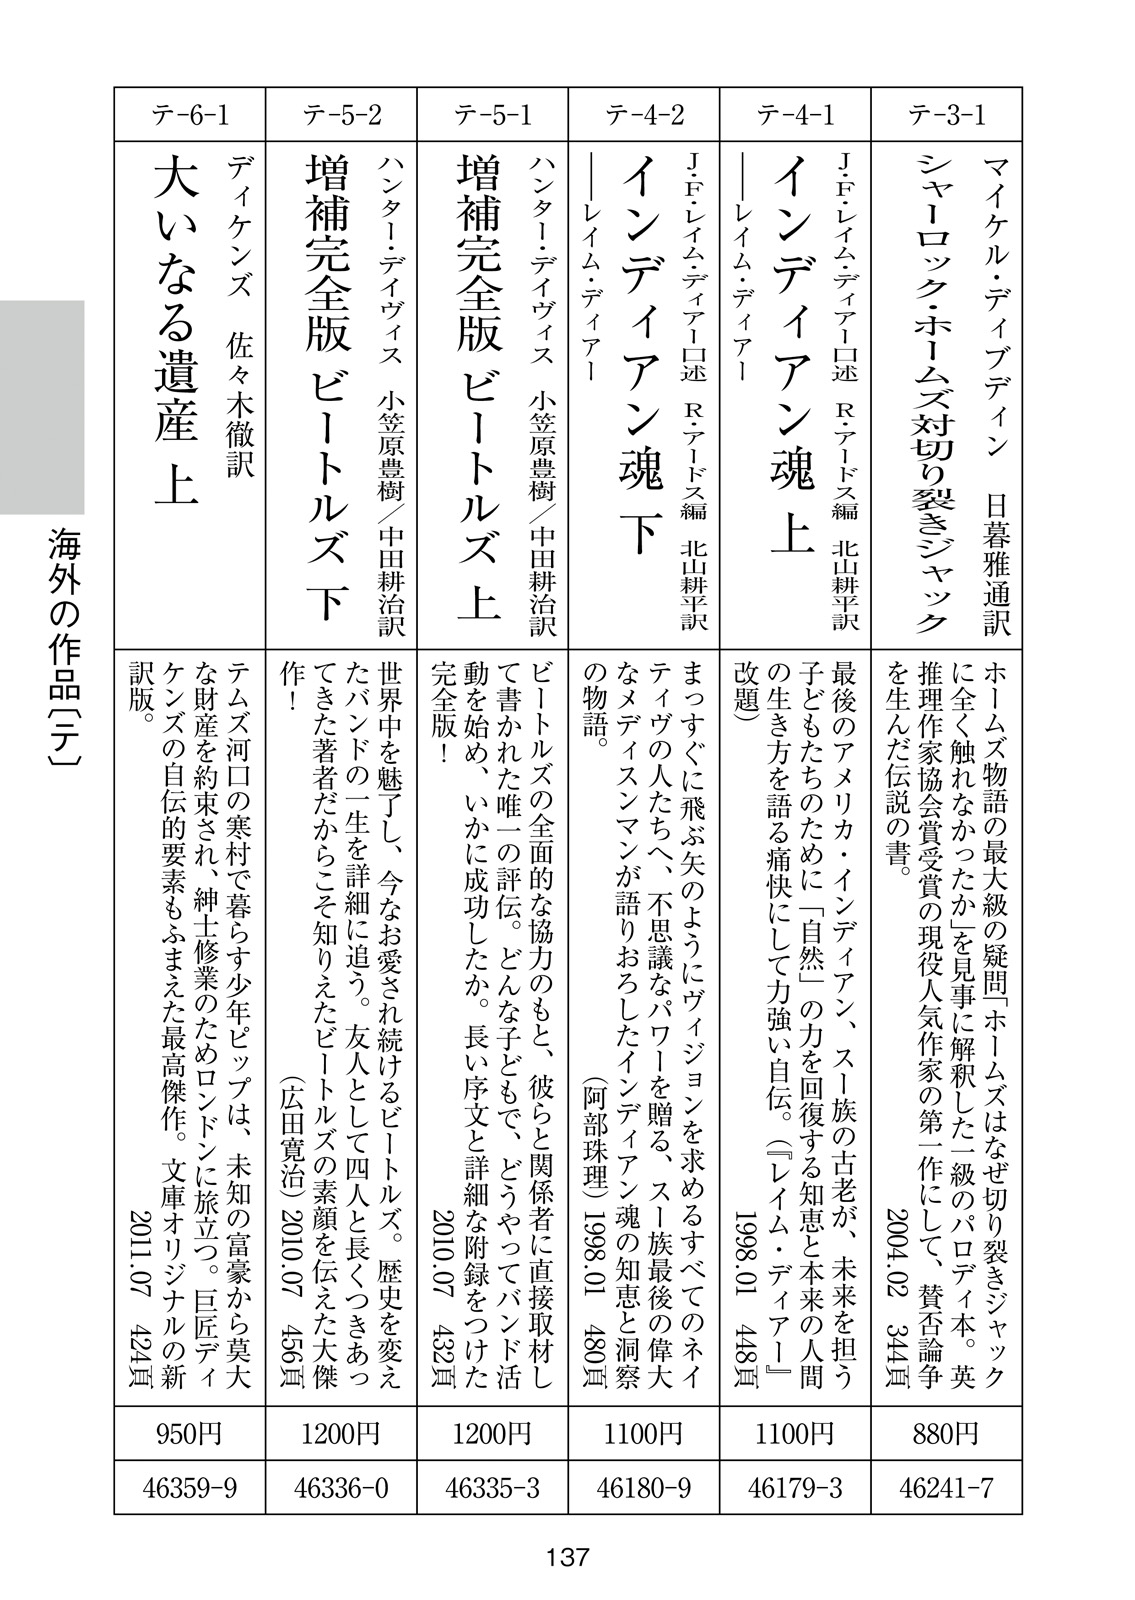 テ-3-1
マイケル・ディブディン　日暮雅通訳
シャーロック・ホームズ対切り裂きジャック
ホームズ物語の最大級の疑問「ホームズはなぜ切り裂きジャック
に全く触れなかったか」を見事に解釈した一級のパロディ本。英
推理作家協会賞受賞の現役人気作家の第一作にして、賛否論争
を生んだ伝説の書。　2004.02　344頁
880円
46241-7
テ-4-1
J・F・レイム・ディアー口述　R・アードス編　北山耕平訳
インディアン魂 上
――レイム・ディアー
最後のアメリカ・インディアン、スー族の古老が、未来を担う
子どもたちのために「自然」の力を回復する知恵と本来の人間
の生き方を語る痛快にして力強い自伝。（『レイム・ディアー』
改題）　1998.01　448頁
1100円
46179-3
テ-4-2
J・F・レイム・ディアー口述　R・アードス編　北山耕平訳
インディアン魂 下
――レイム・ディアー
まっすぐに飛ぶ矢のようにヴィジョンを求めるすべてのネイ
ティヴの人たちへ、不思議なパワーを贈る、スー族最後の偉大
なメディスンマンが語りおろしたインディアン魂の知恵と洞察
の物語。　（阿部珠理）1998.01　480頁
1100円
46180-9
テ-5-1
ハンター・デイヴィス　小笠原豊樹／中田耕治訳
増補完全版 ビートルズ 上
ビートルズの全面的な協力のもと、彼らと関係者に直接取材し
て書かれた唯一の評伝。どんな子どもで、どうやってバンド活
動を始め、いかに成功したか。長い序文と詳細な附録をつけた
完全版！　2010.07　432頁
1200円
46335-3
テ-5-2
ハンター・デイヴィス　小笠原豊樹／中田耕治訳
増補完全版 ビートルズ 下
世界中を魅了し、今なお愛され続けるビートルズ。歴史を変え
たバンドの一生を詳細に追う。友人として四人と長くつきあっ
てきた著者だからこそ知りえたビートルズの素顔を伝えた大傑
作！　（広田寛治）2010.07　456頁
1200円
46336-0
テ-6-1
ディケンズ　佐々木徹訳
大いなる遺産 上
テムズ河口の寒村で暮らす少年ピップは、未知の富豪から莫大
な財産を約束され、紳士修業のためロンドンに旅立つ。巨匠ディ
ケンズの自伝的要素もふまえた最高傑作。文庫オリジナルの新
訳版。　2011.07　424頁
950円
46359-9
海外の作品〔テ〕
137